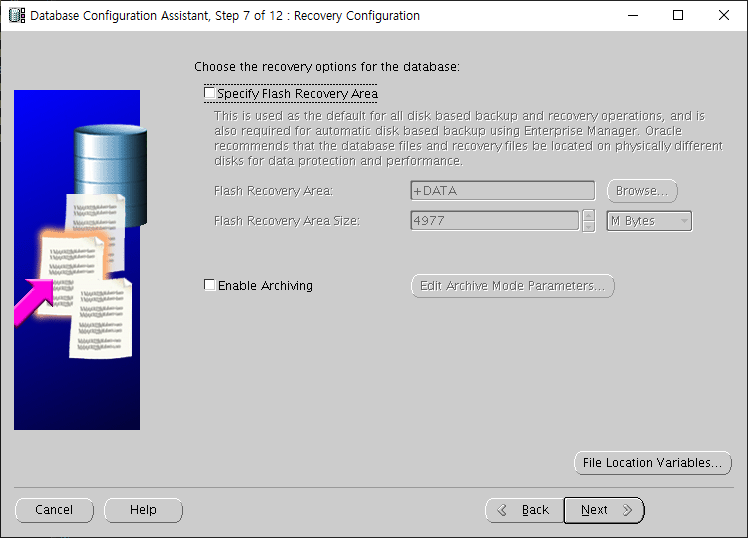 Database Configuration Assistant, Step 7 of 12 : Recovery Configuration
Choose the recovery options for the database:
Specify Flash Recovery Area
This is used as the default for all disk based backup and recovery operations, and is
also required for automatic disk based backup using Enterprise Manager. Oracle
recommends that the database files and recovery files be located on physically different
disks for data protection and performance.
Flash Recovery Area: +DATA Browse...
Flash Recovery Area Size: 4977 M Bytes
Enable Archiving Edit Archive Mode Parameters...
File Location Variables...
Cancel Help Back Next